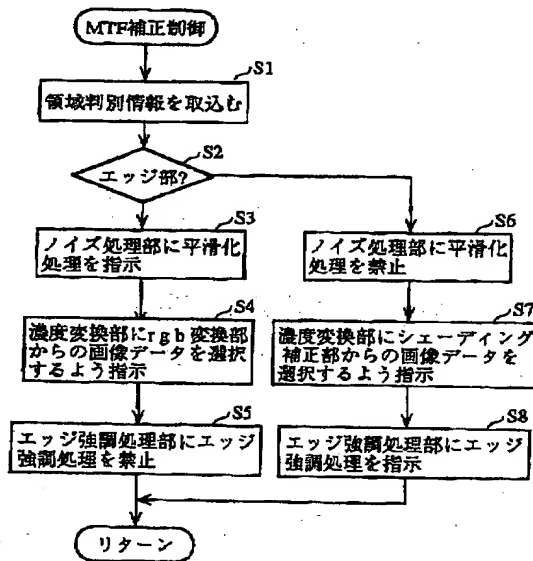 MTF補正制御
S1
領域判別情報を取込む
S2
エッジ部?
S3
ノイズ処理部に平滑化
処理を指示
S4
濃度変換部にrgb変換部
からの画像データを選択
するよう指示
S5
エッジ強調処理部にエッジ
強調処理を禁止
S6
ノイズ処理部に平滑化
処理を禁止
S7
濃度変換部にシェーディング
補正部からの画像データを
選択するよう指示
S8
エッジ強調処理部にエッジ
強調処理を指示
リターン